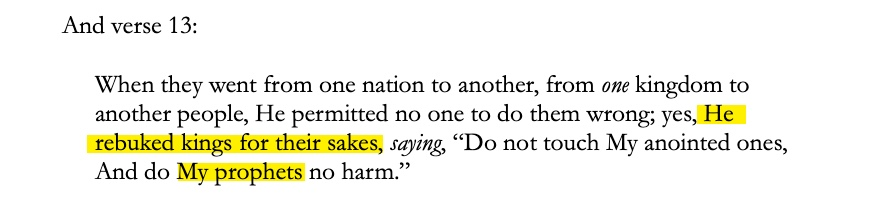 And verse 13:
When they went from one nation to another, from one kingdom to
another people, He permitted no one to do them wrong; yes, He
rebuked kings for their sakes, saying, “Do not touch My anointed ones,
And do My prophets no harm.”